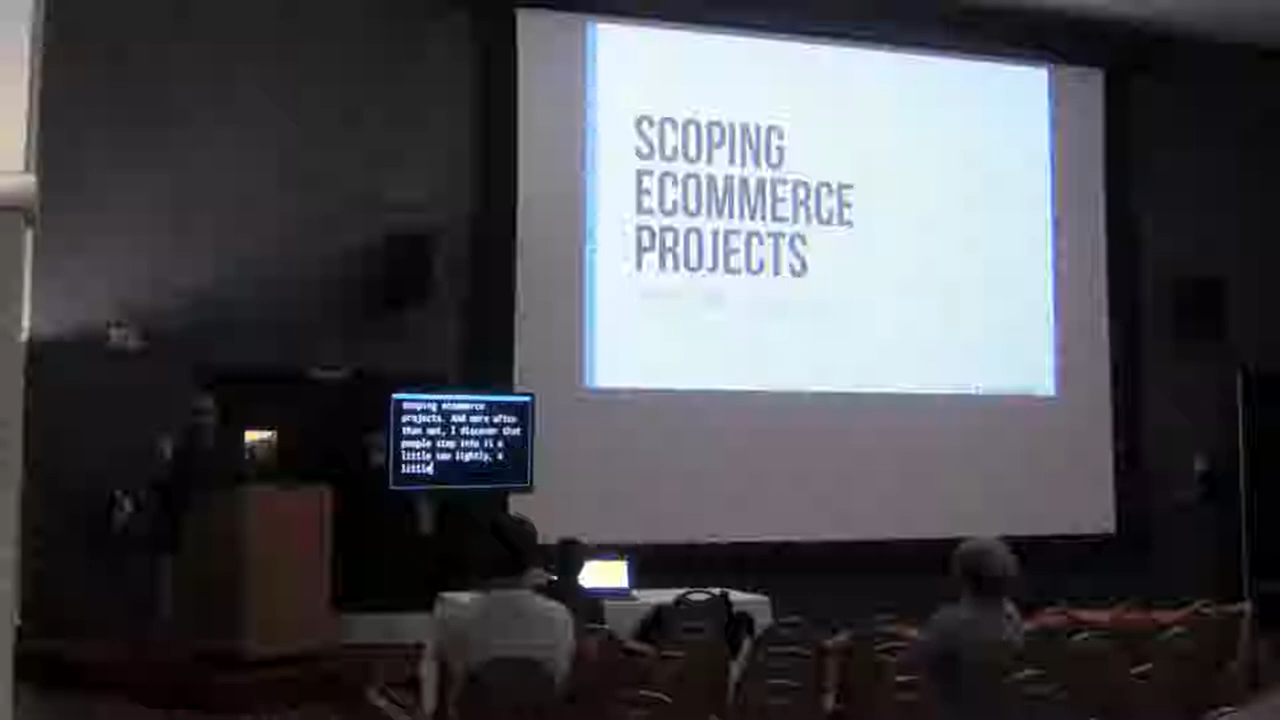 SCOPING
ECOMMERCE
PROJECTS
Scoping ecommerce
projects. And more often
than not, I discover that
people step into it a
little too lightly, a
little